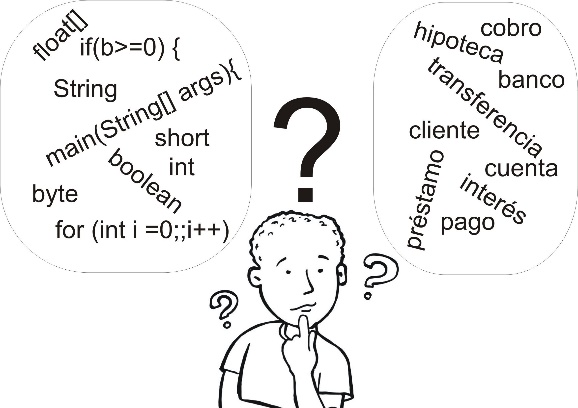 float[]
if(b>=0) {
String
main(String[] args){
short
int
boolean
byte
for (int i =0;;i++)
?
?
?
cobro
hipoteca
banco
transferencia
cliente
cuenta
interés
préstamo
pago